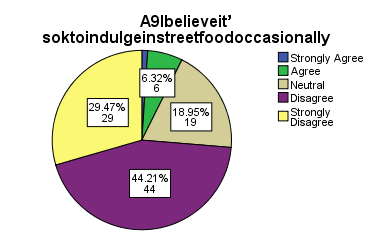 A9Ibelieveit'
soktoindulgeinstreetfoodoccasionally
Strongly Agree
Agree
Neutral
Disagree
Strongly
Disagree
6.32%
6
18.95%
19
29.47%
29
44.21%
44